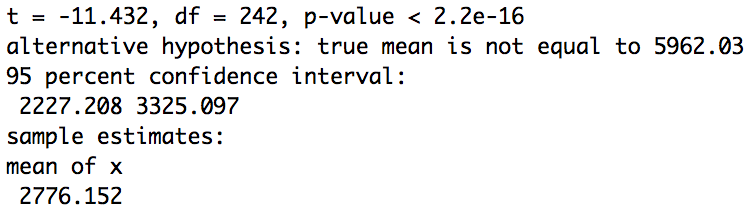 t = -11.432, df = 242, p-value < 2.2e-16
alternative hypothesis: true mean is not equal to 5962.03
95 percent confidence interval:
 2227.208 3325.097
sample estimates:
mean of x
 2776.152